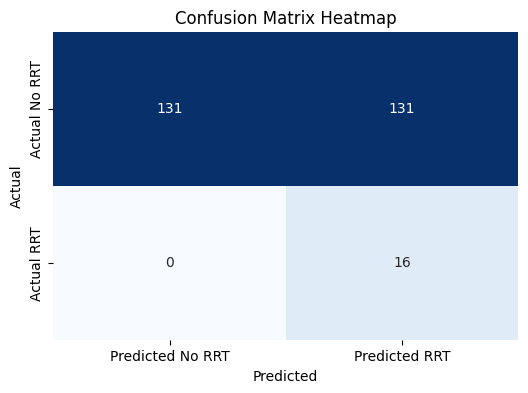 Confusion Matrix Heatmap
Actual
Actual No RRT
131 131
Actual RRT
0 16
Predicted No RRT Predicted RRT
Predicted